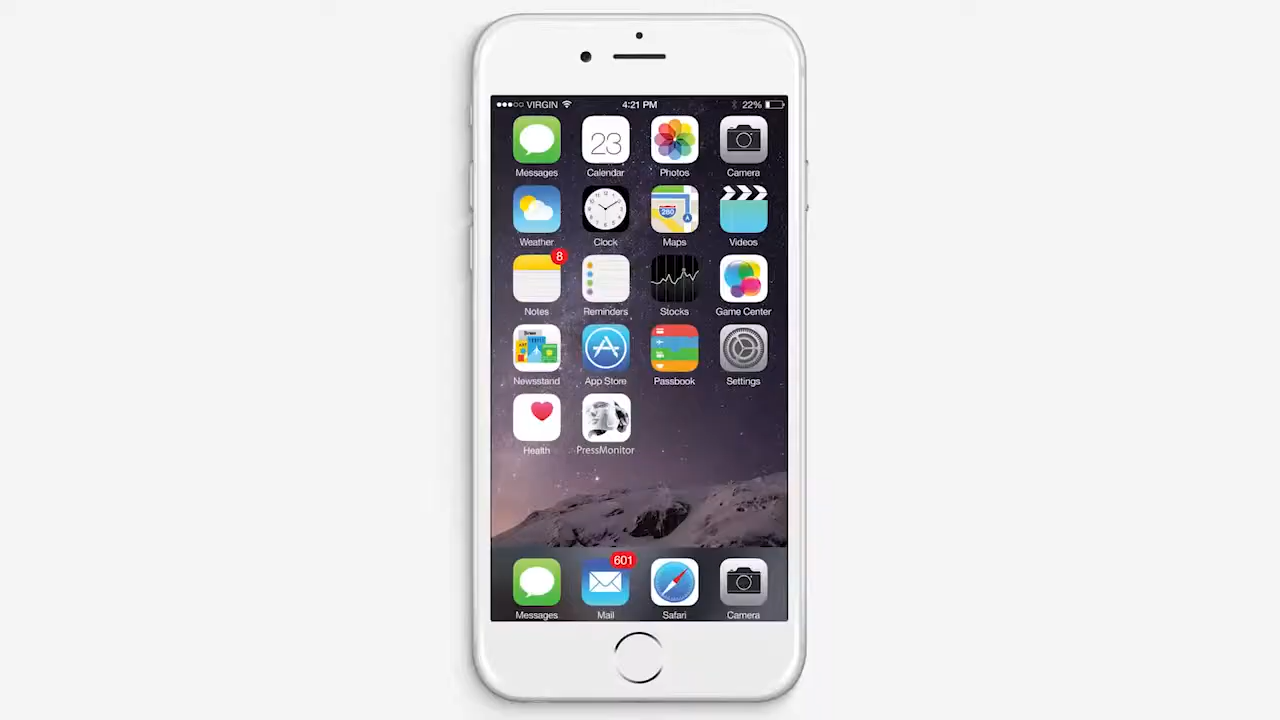 VIRGIN 4:21 PM 22%
23
Messages Calendar Photos Camera
280
Weather Clock Maps Videos
8
Notes Reminders Stocks Game Center
Newsstand App Store Passbook Settings
Health PressMonitor
601
Messages Mail Safari Camera